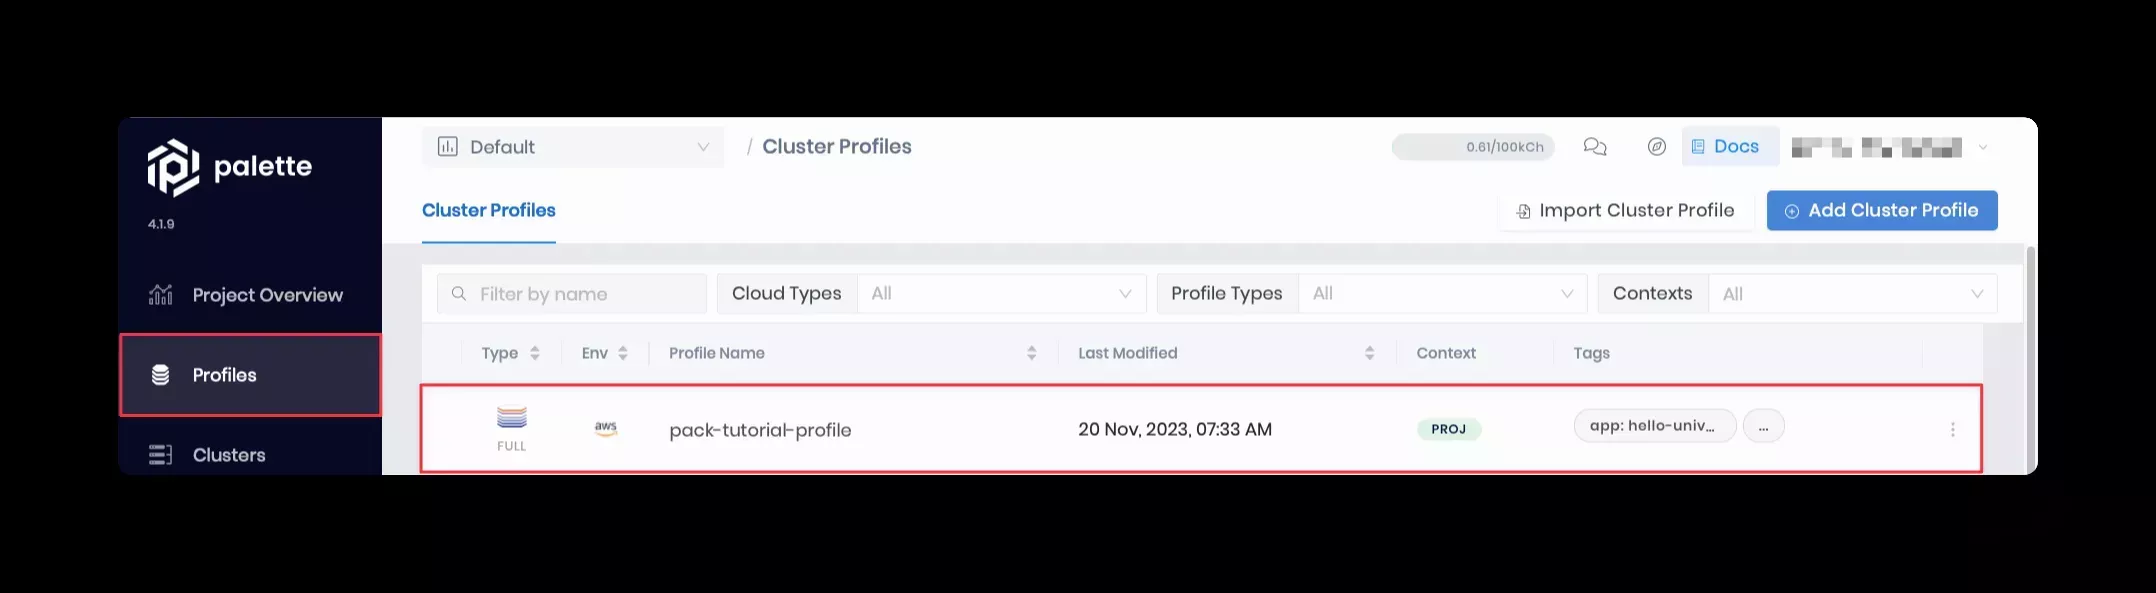 palette
4.1.9
Project Overview
Profiles
Clusters
Default / Cluster Profiles 0.61/100kCh Docs
Cluster Profiles Import Cluster Profile Add Cluster Profile
Filter by name Cloud Types All Profile Types All Contexts All
Type Env Profile Name Last Modified Context Tags
FULL aws pack-tutorial-profile 20 Nov, 2023, 07:33 AM PROJ app: hello-univ... ...